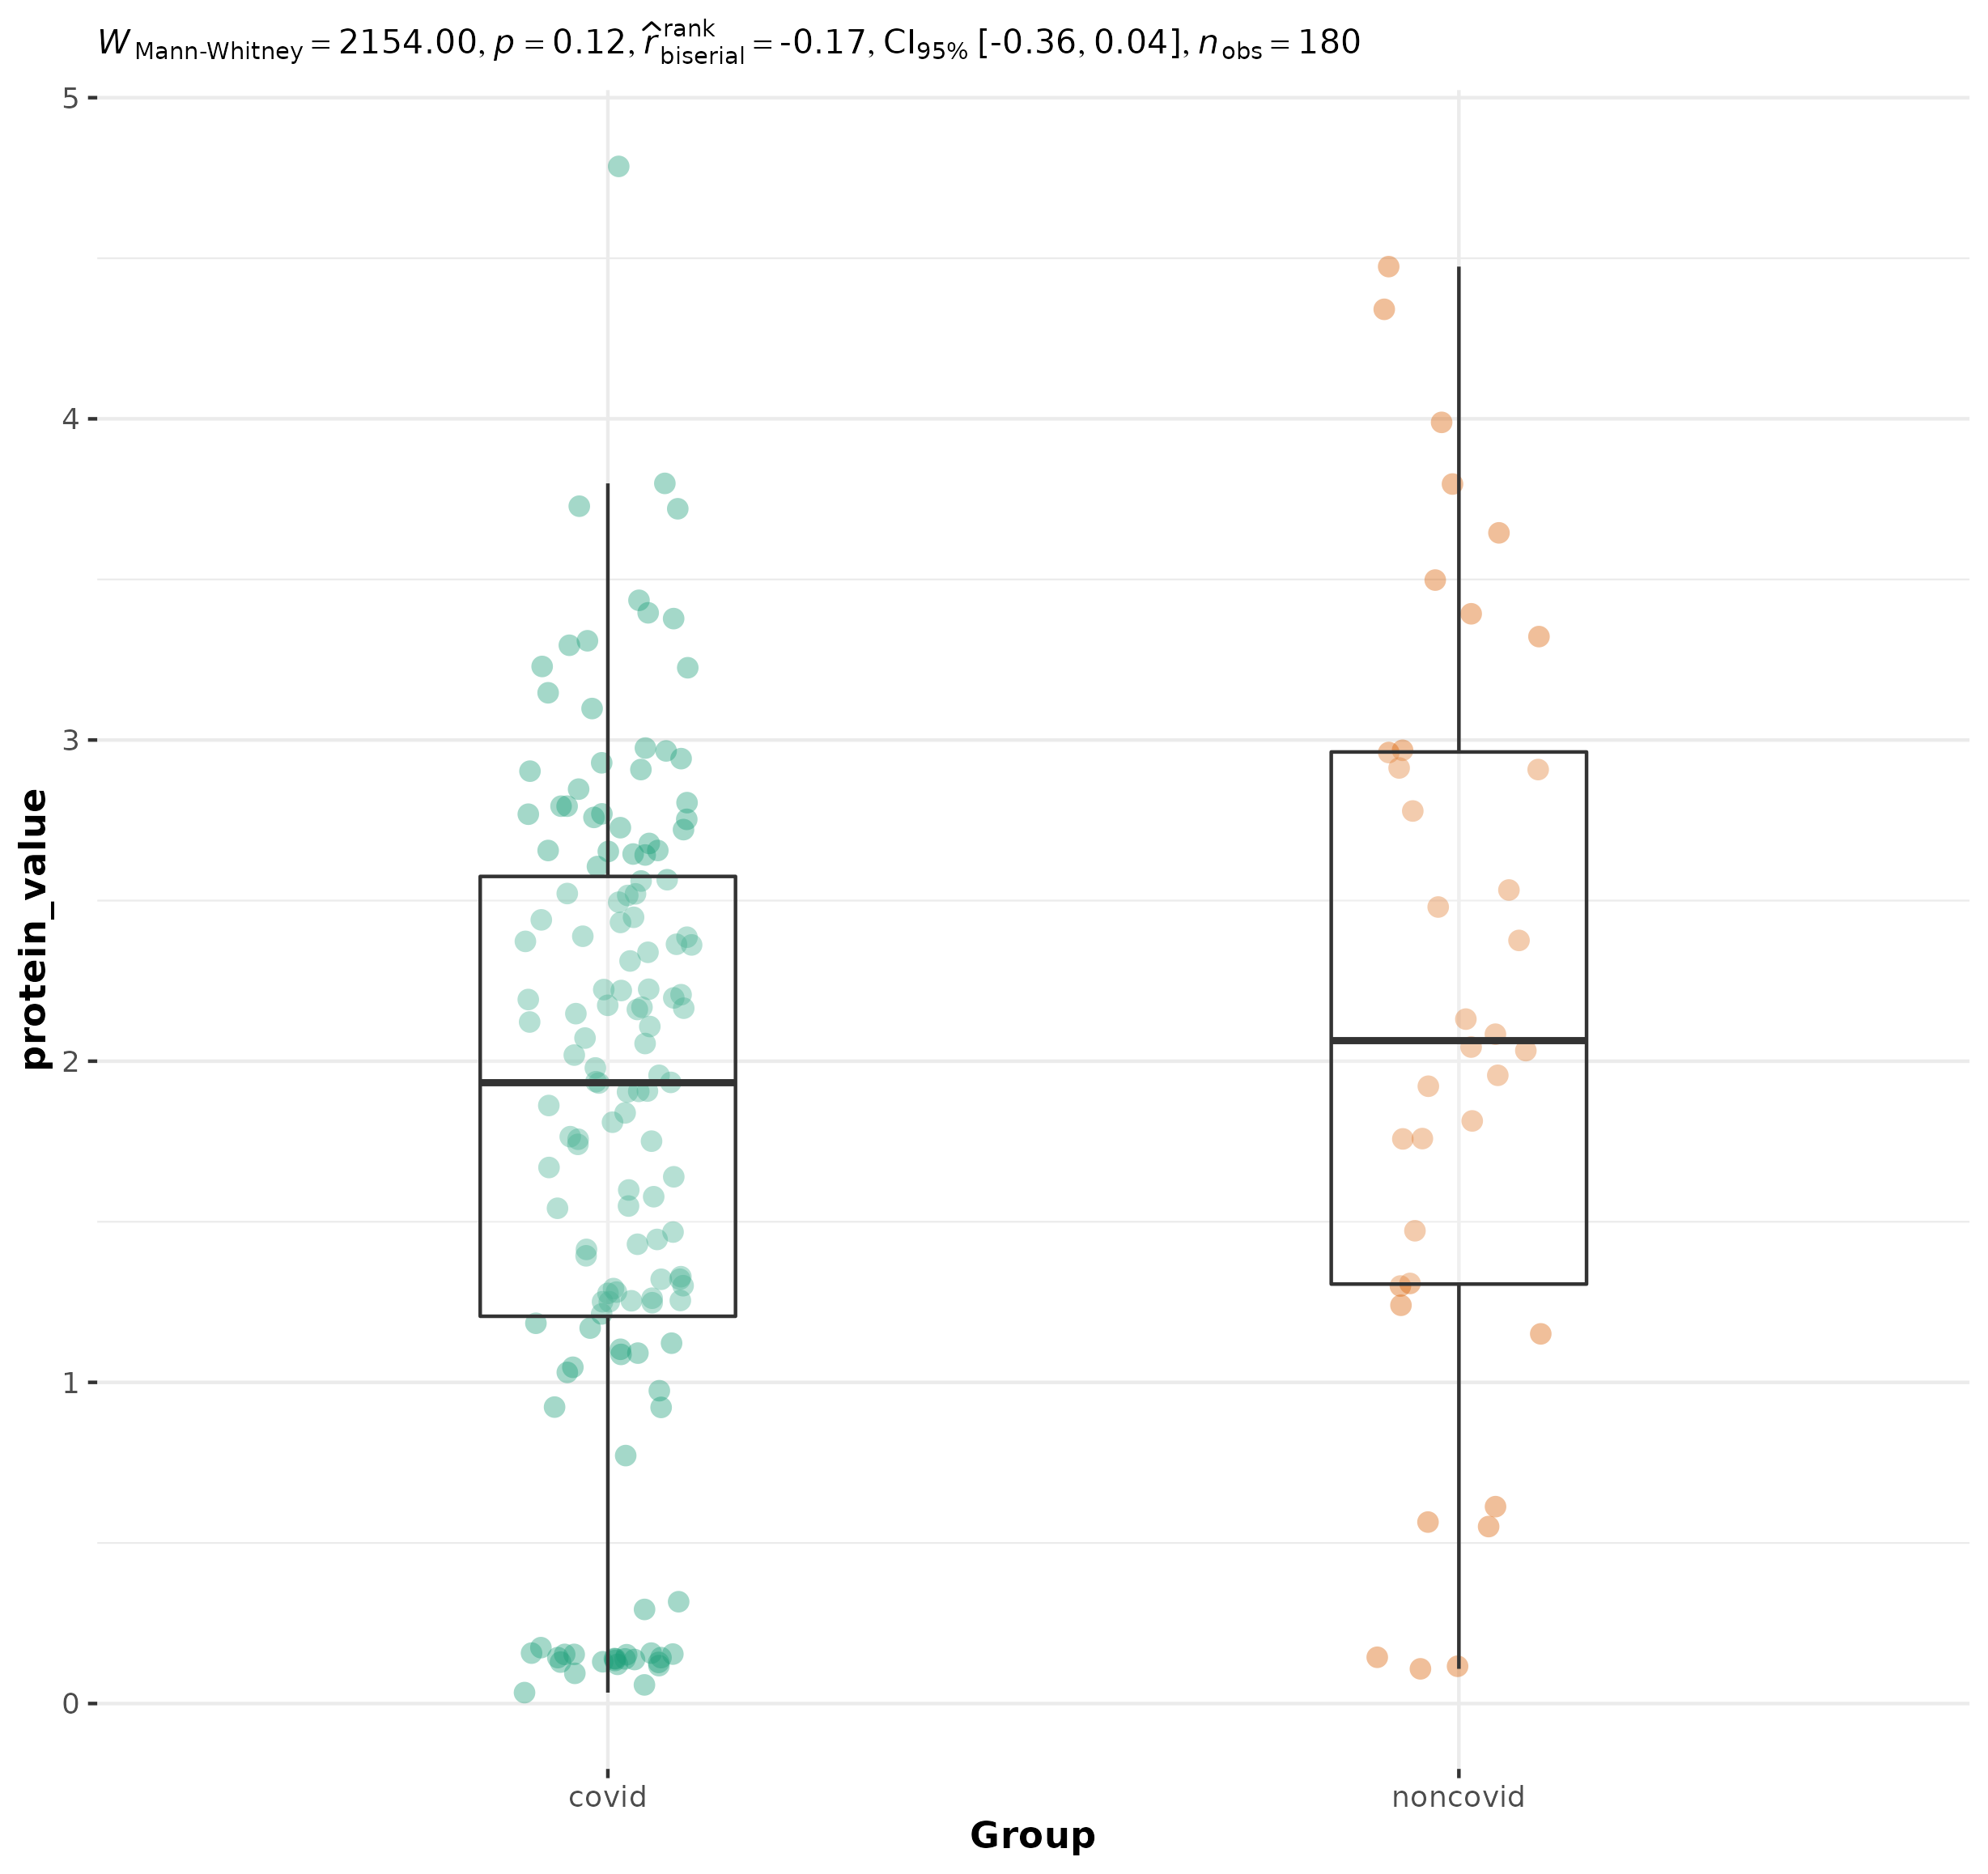 W Mann-Whitney = 2154.00, p = 0.12, r̂ rank biserial = -0.17, CI95% [-0.36, 0.04], nobs = 180
5
4
3
2
1
0
protein_value
covid noncovid
Group